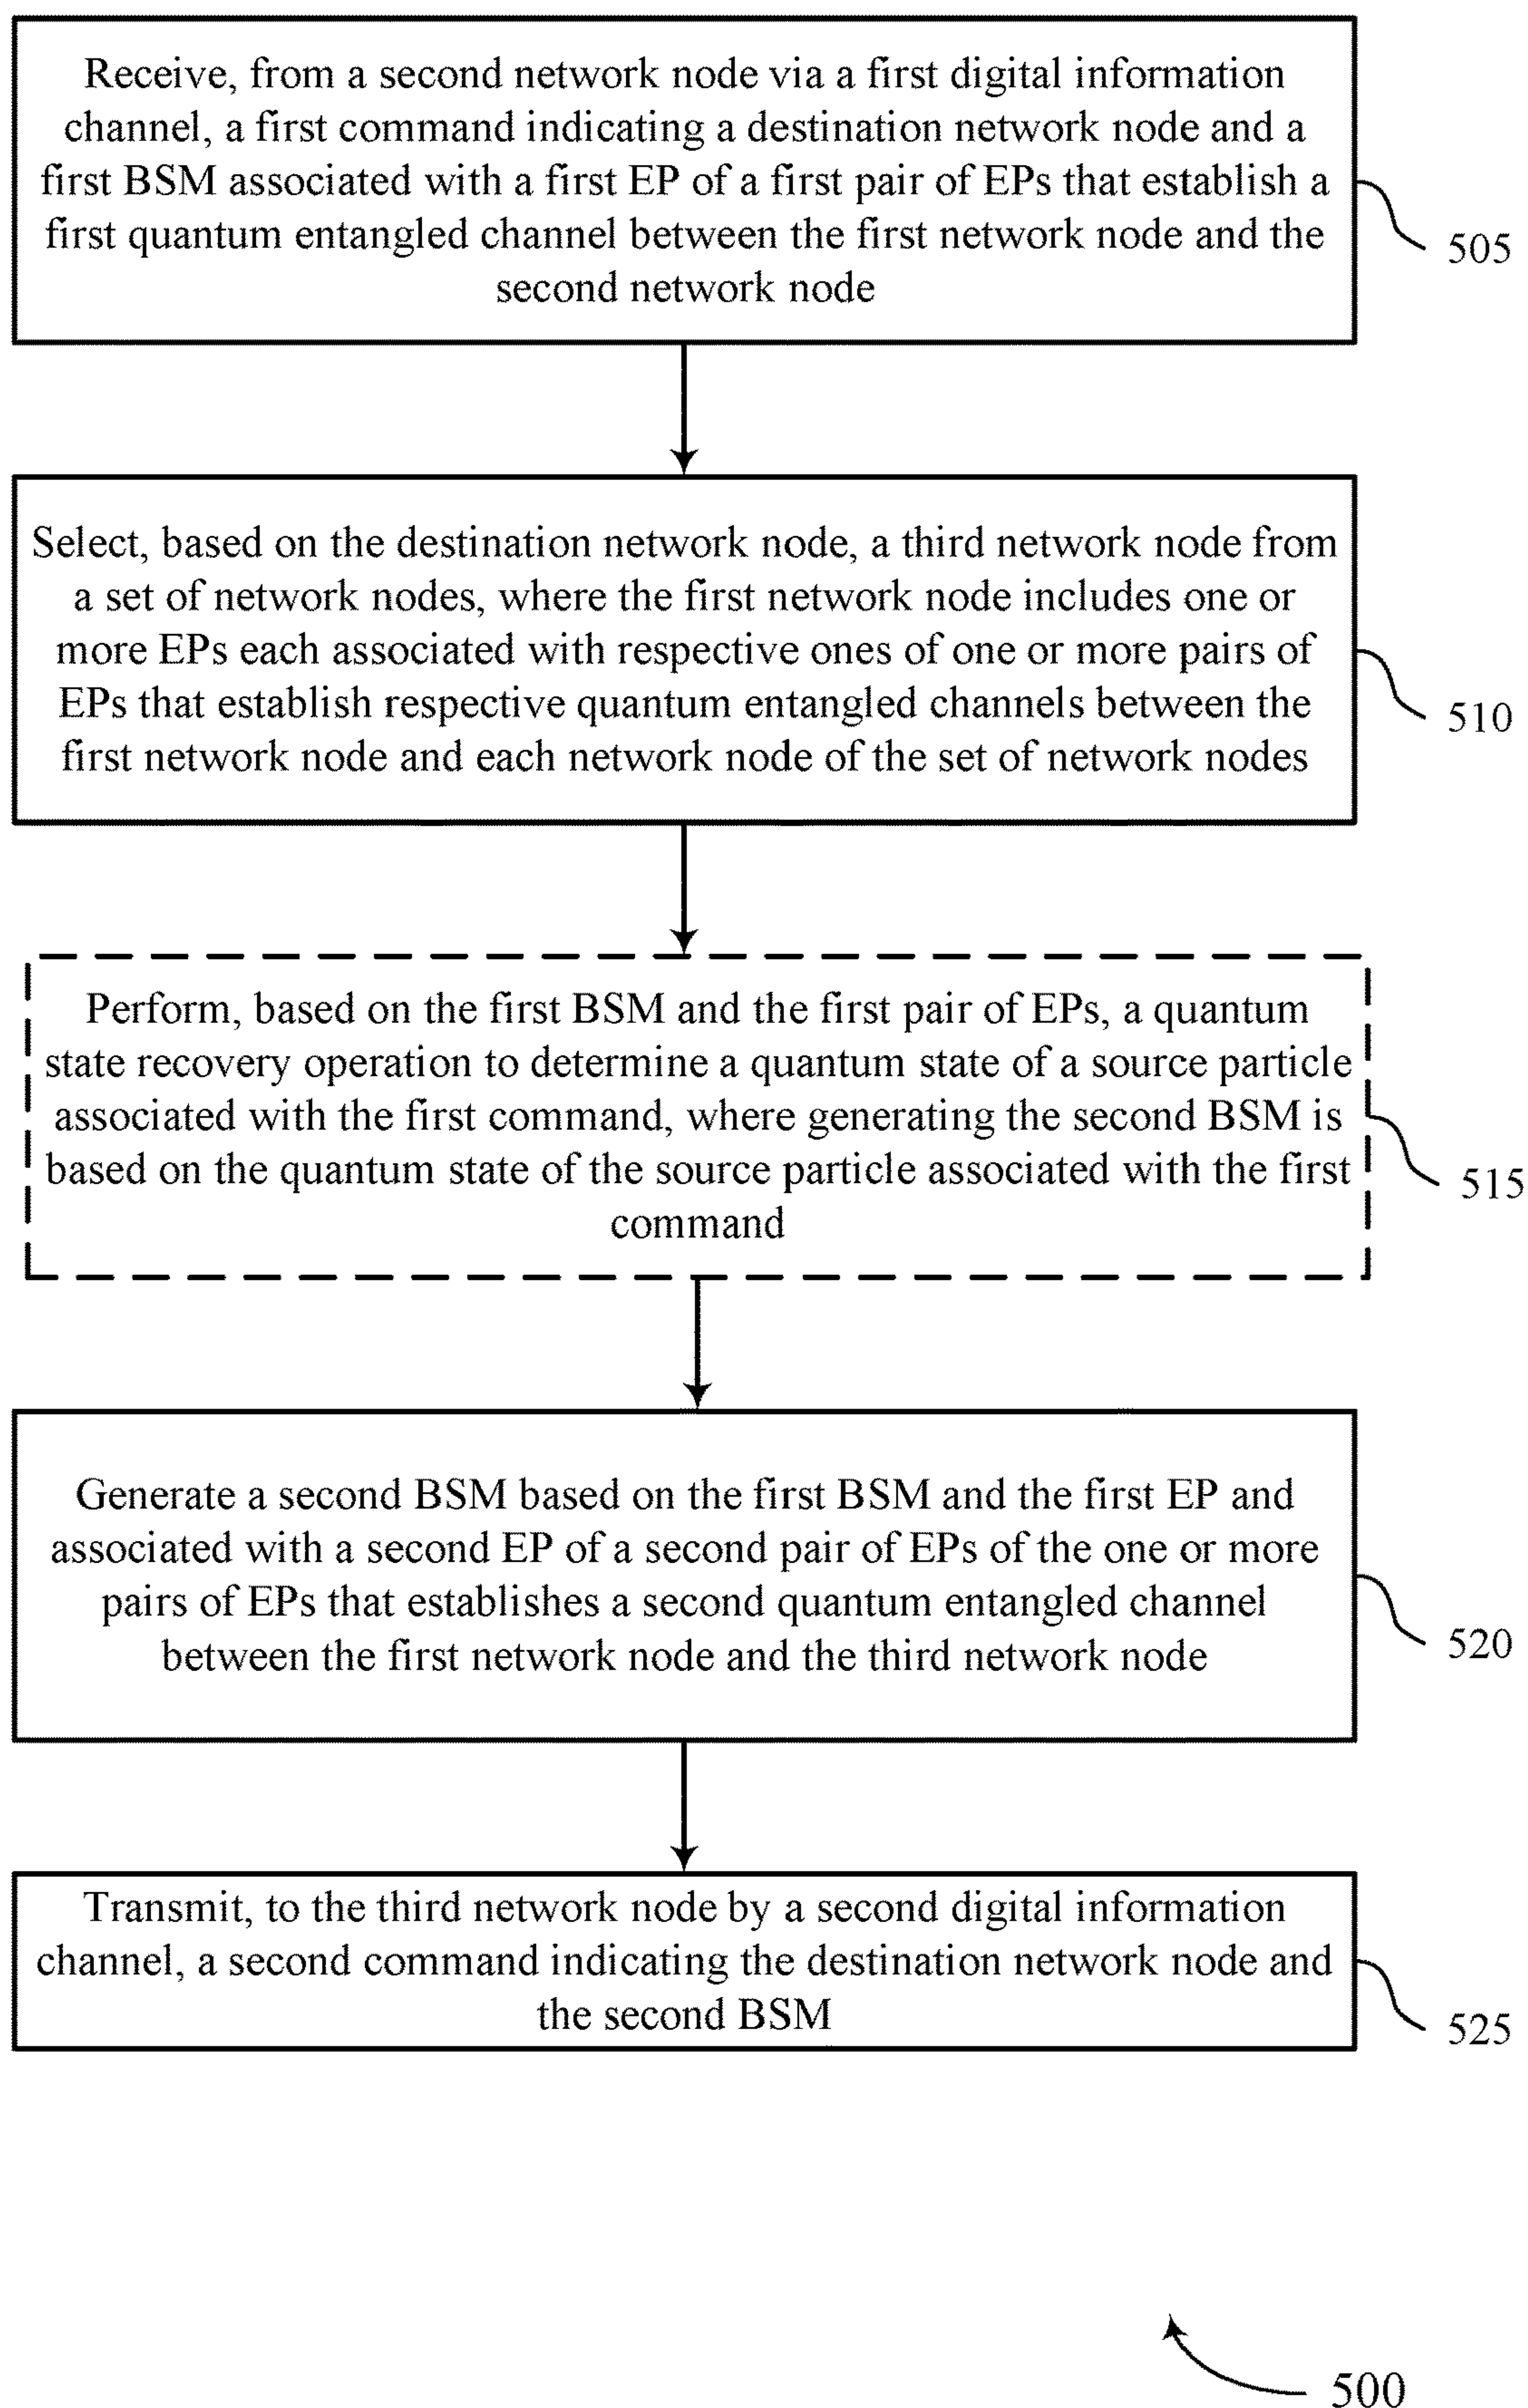 Receive, from a second network node via a first digital information
channel, a first command indicating a destination network node and a
first BSM associated with a first EP of a first pair of EPs that establish a
first quantum entangled channel between the first network node and the
second network node
505
Select, based on the destination network node, a third network node from
a set of network nodes, where the first network node includes one or
more EPs each associated with respective ones of one or more pairs of
EPs that establish respective quantum entangled channels between the
first network node and each network node of the set of network nodes
510
Perform, based on the first BSM and the first pair of EPs, a quantum
state recovery operation to determine a quantum state of a source particle
associated with the first command, where generating the second BSM is
based on the quantum state of the source particle associated with the first
command
515
Generate a second BSM based on the first BSM and the first EP and
associated with a second EP of a second pair of EPs of the one or more
pairs of EPs that establishes a second quantum entangled channel
between the first network node and the third network node
520
Transmit, to the third network node by a second digital information
channel, a second command indicating the destination network node and
the second BSM
525
500